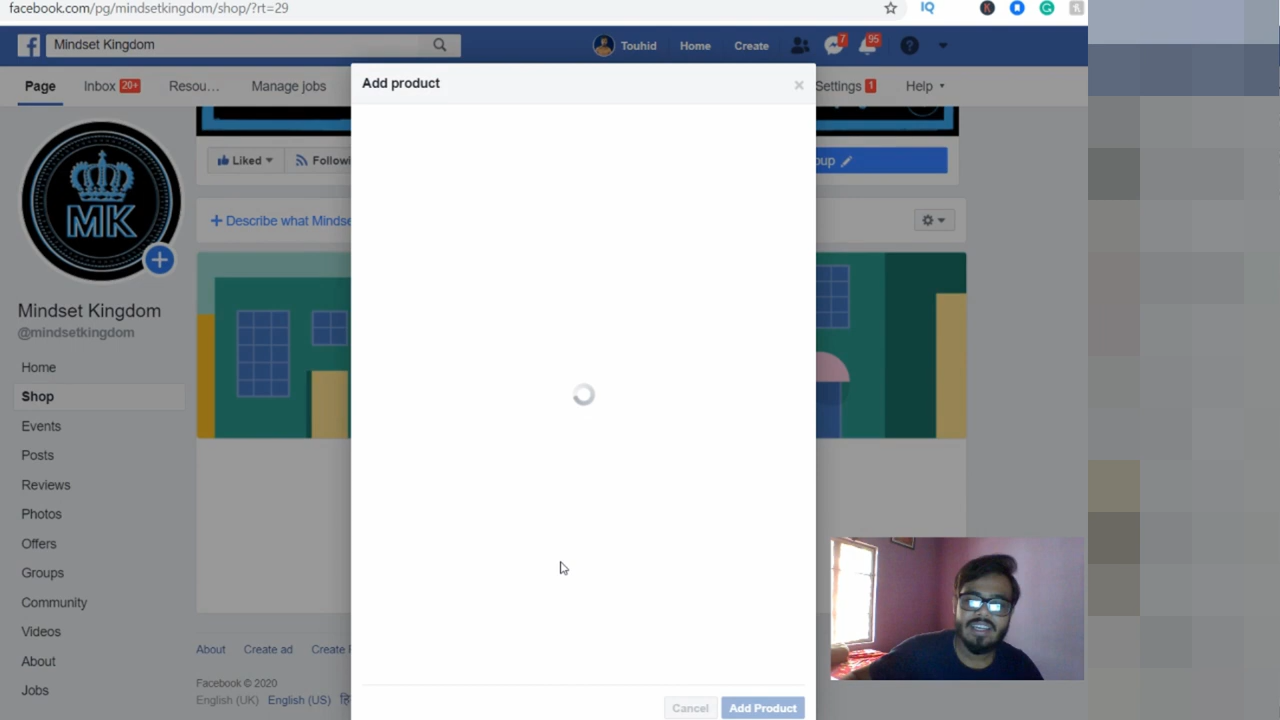 facebook.com/pg/mindsetkingdom/shop/?rt=29
IQ
K
Mindset Kingdom
Touhid
Home
Create
7
95
Page
Inbox 20+
Resou...
Manage jobs
Settings 1
Help
Add product
MK
Liked
Followi
oup
+ Describe what Mindse
Mindset Kingdom
@mindsetkingdom
Home
Shop
Events
Posts
Reviews
Photos
Offers
Groups
Community
Videos
About
Jobs
About
Create ad
Create
Facebook © 2020
English (UK)
English (US)
Cancel
Add Product